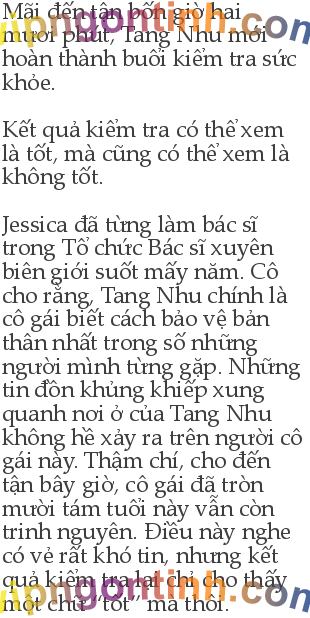 Mãi đến tận bốn giờ hai
mươi phút, Tang Nhu mới
hoàn thành buổi kiểm tra sức
khỏe.
Kết quả kiểm tra có thể xem
là tốt, mà cũng có thể xem là
không tốt.
Jessica đã từng làm bác sĩ
trong Tổ chức Bác sĩ xuyên
biên giới suốt mấy năm. Cô
cho rằng, Tang Nhu chính là
cô gái biết cách bảo vệ bản
thân nhất trong số những
người mình từng gặp. Những
tin đồn khủng khiếp xung
quanh nơi ở của Tang Nhu
không hề xảy ra trên người cô
gái này. Thậm chí, cho đến
tận bây giờ, cô gái đã tròn
mười tám tuổi này vẫn còn
trinh nguyên. Điều này nghe
có vẻ rất khó tin, nhưng kết
quả kiểm tra lại chỉ cho thấy
một chữ "tốt" mà thôi.
vipngontinh.com
vipngontinh.com